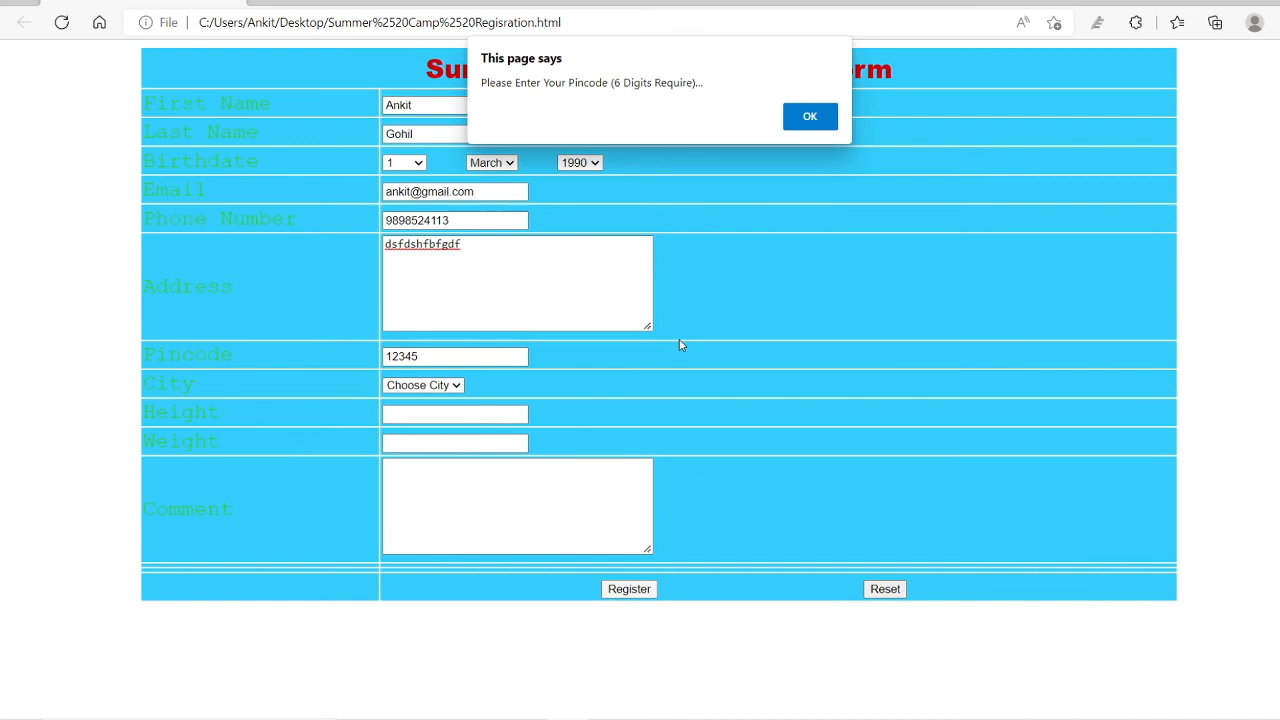 File C:/Users/Ankit/Desktop/Summer%2520Camp%2520Regisration.html
This page says
Please Enter Your Pincode (6 Digits Require)...
OK
First Name Ankit
Last Name Gohil
Birthdate 1 March 1990
Email ankit@gmail.com
Phone Number 9898524113
Address dsfdshfbfgdf
Pincode 12345
City Choose City
Height
Weight
Comment
Register Reset